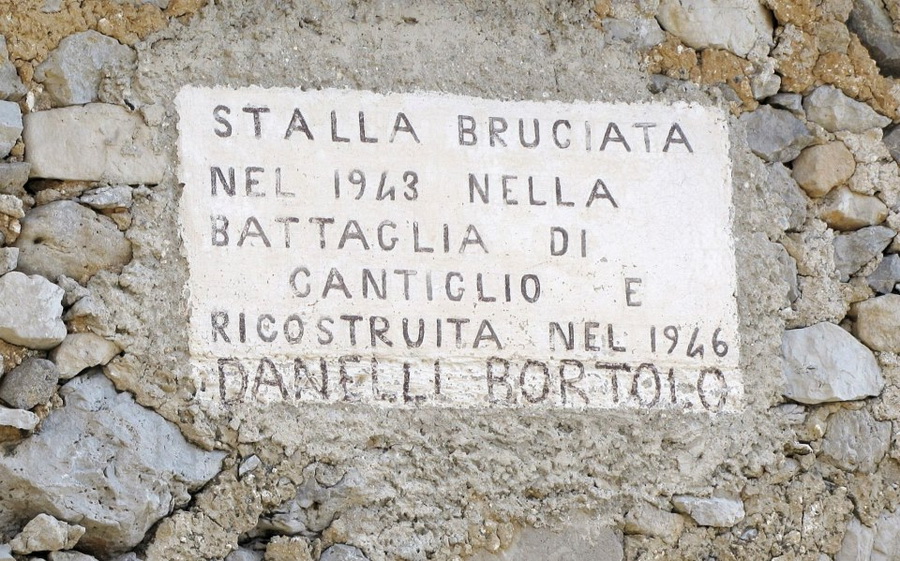 STALLA BRUCIATA
NEL 1943 NELLA
BATTAGLIA DI
CANTIGLIO E
RICOSTRUITA NEL 1946
DANELLI BORTOLO